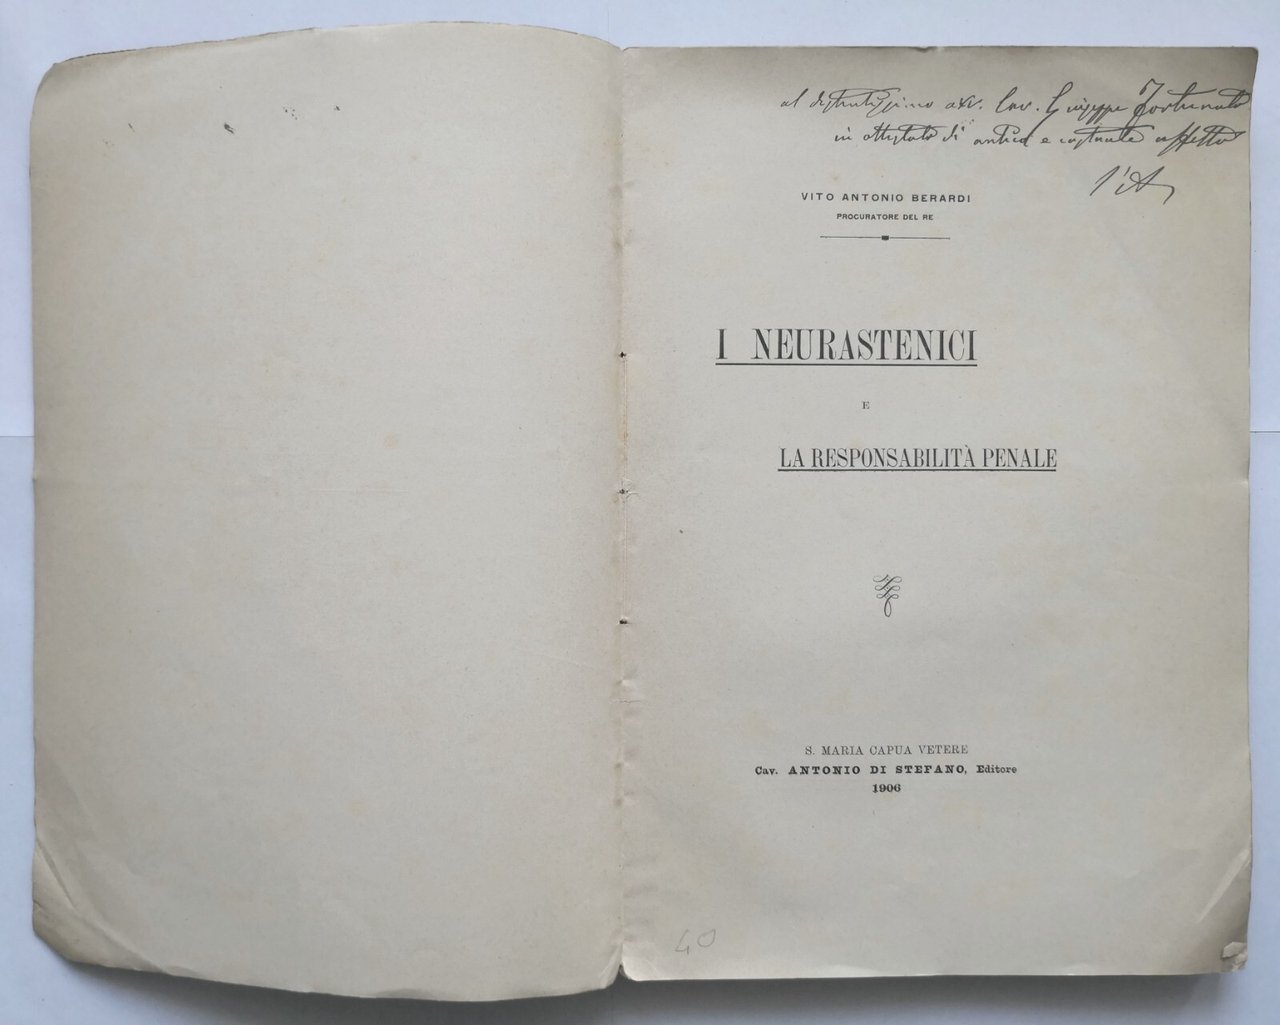 al distintissimo avv. Cav. Giuseppe Fortunato
in attestato di antico e costante affetto
l'A.
VITO ANTONIO BERARDI
PROCURATORE DEL RE
I NEURASTENICI
E
LA RESPONSABILITÀ PENALE
S. MARIA CAPUA VETERE
Cav. ANTONIO DI STEFANO, Editore
1906
40